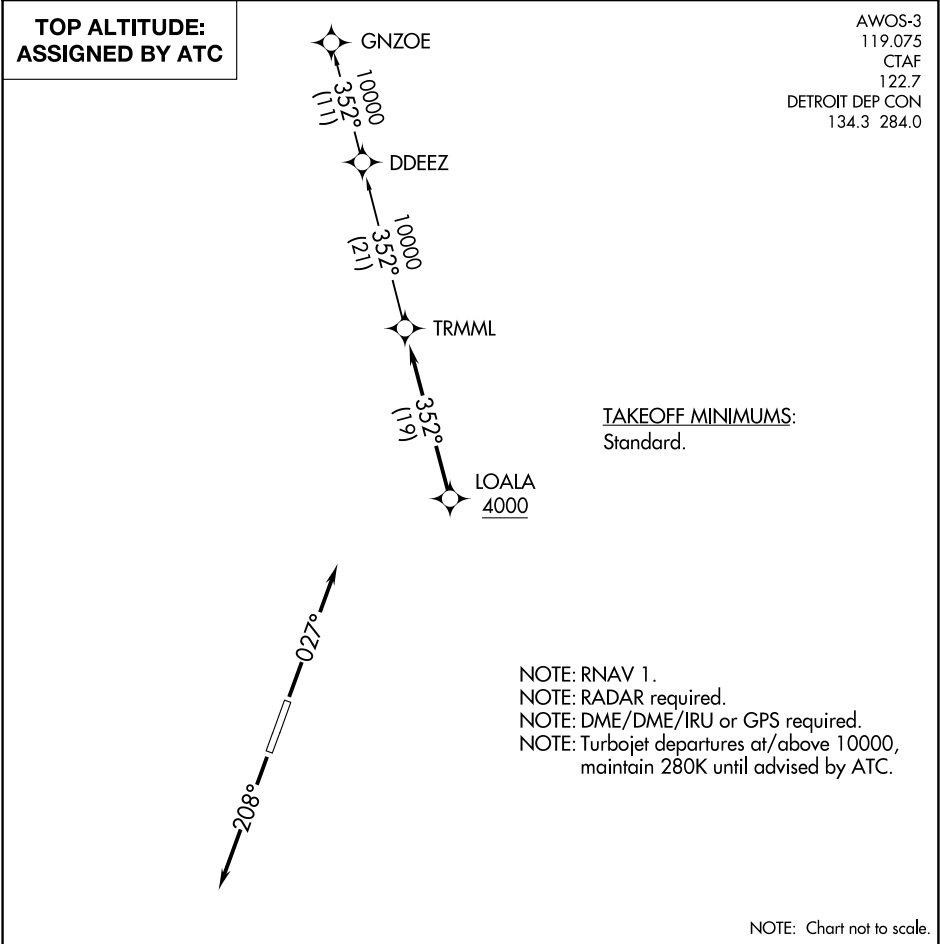 TOP ALTITUDE:
ASSIGNED BY ATC
AWOS-3
119.075
CTAF
122.7
DETROIT DEP CON
134.3 284.0
GNZOE
10000
352°
(11)
DDEEZ
10000
352°
(21)
TRMML
352°
(19)
LOALA
4000
TAKEOFF MINIMUMS:
Standard.
027°
208°
NOTE: RNAV 1.
NOTE: RADAR required.
NOTE: DME/DME/IRU or GPS required.
NOTE: Turbojet departures at/above 10000,
maintain 280K until advised by ATC.
NOTE: Chart not to scale.